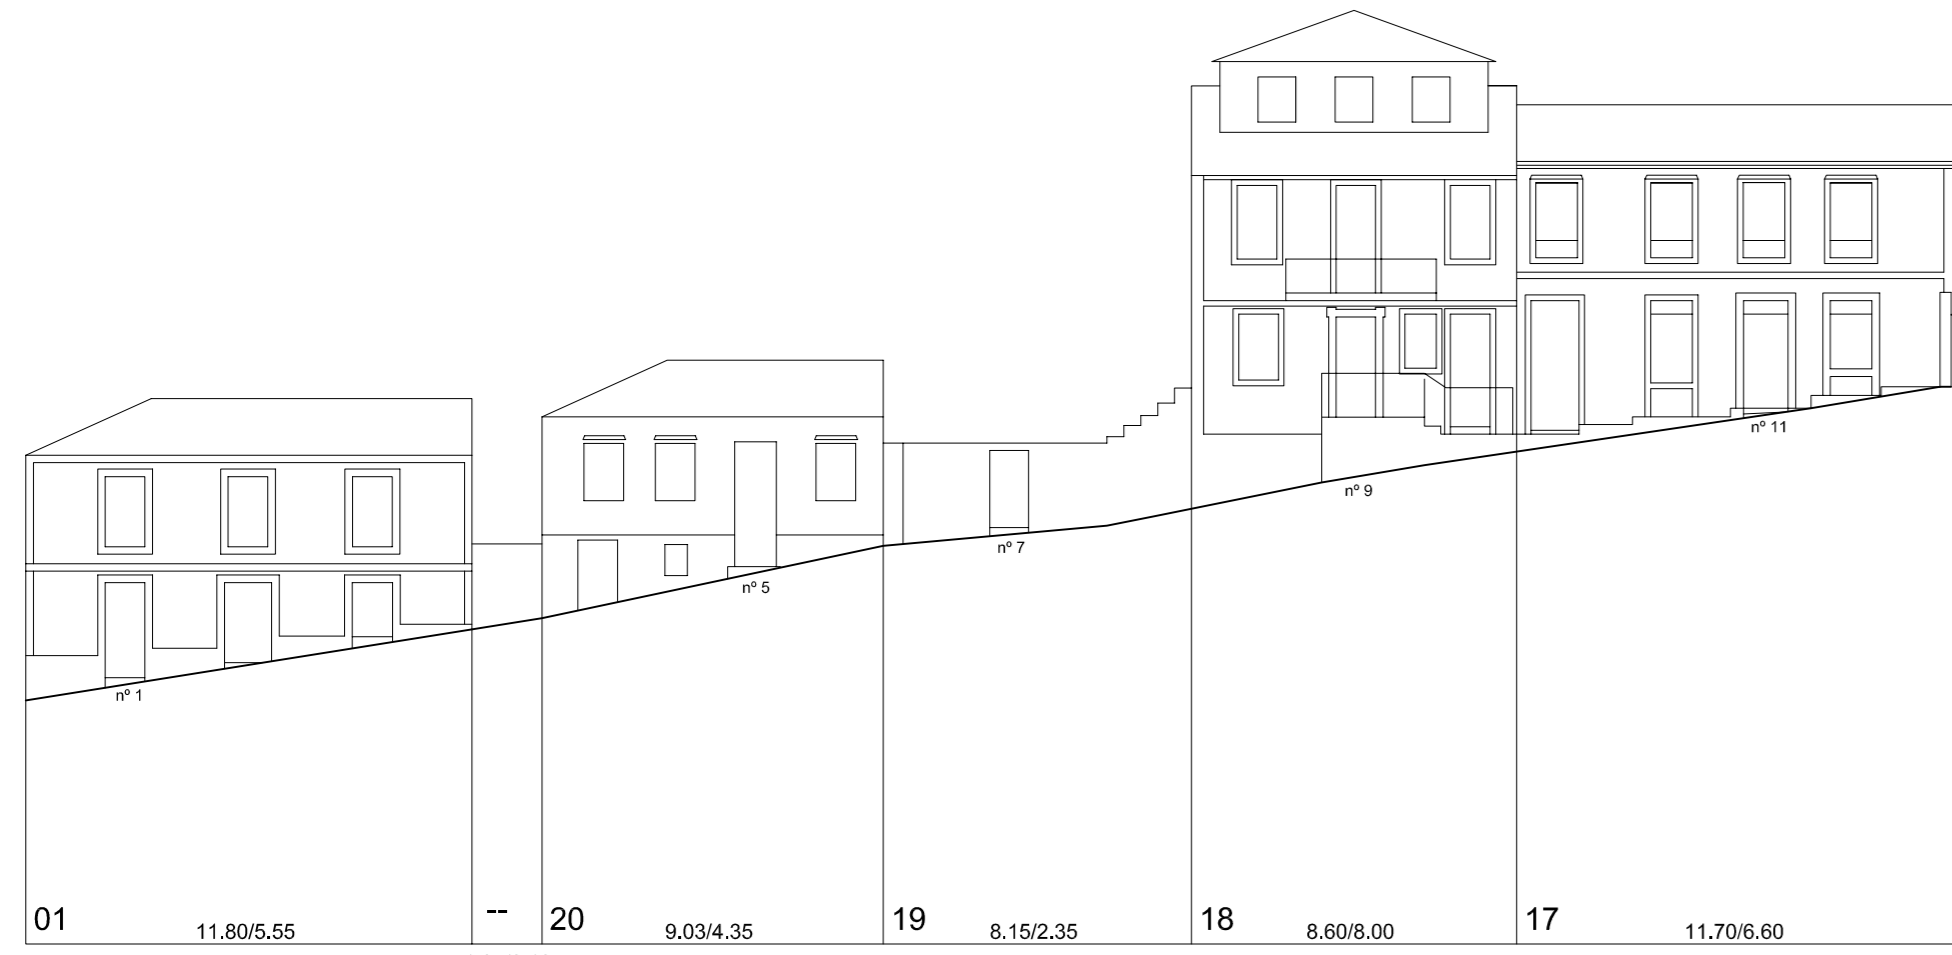 nº 1
nº 5
nº 7
nº 9
nº 11
01 11.80/5.55
--
20 9.03/4.35
19 8.15/2.35
18 8.60/8.00
17 11.70/6.60